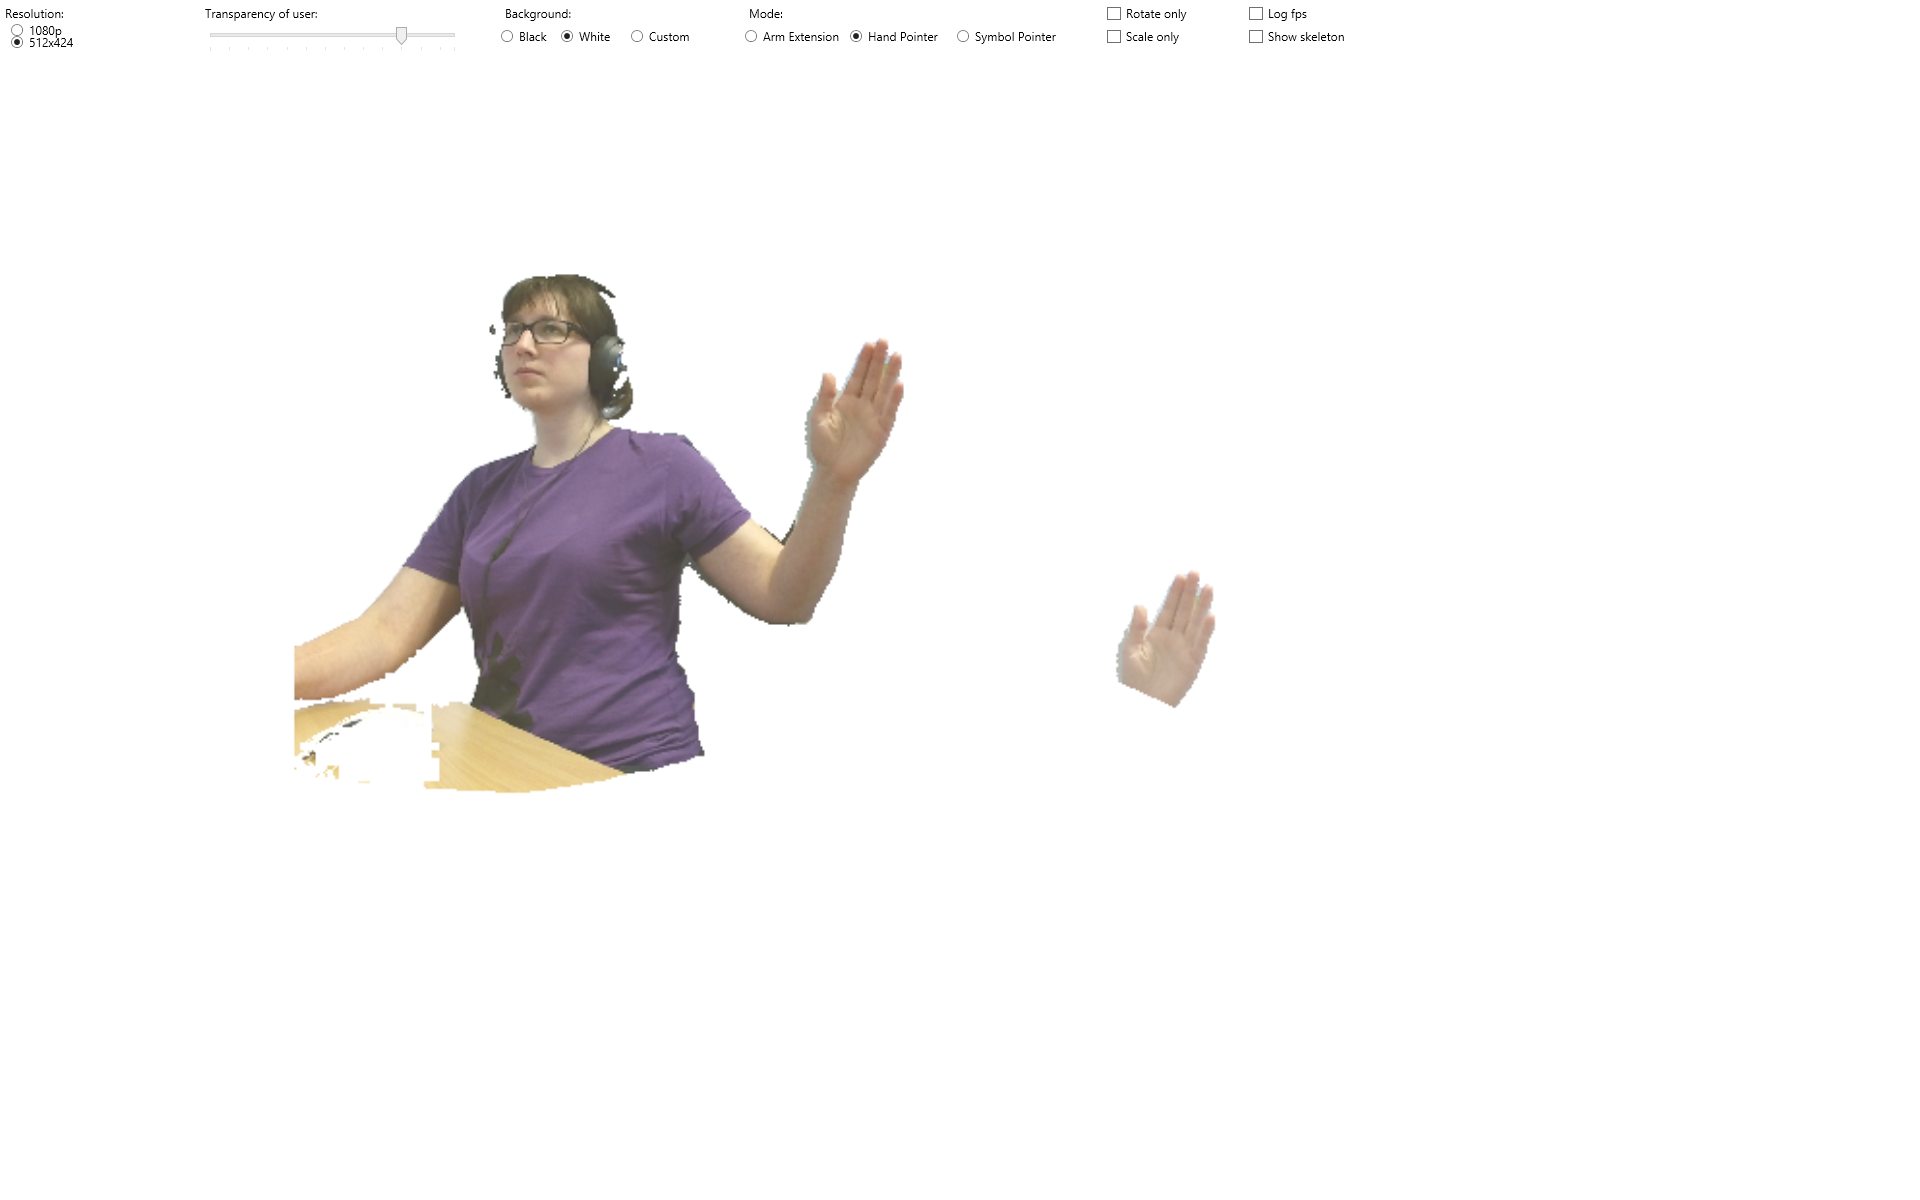 Resolution:
1080p
512x424
Transparency of user:
Background:
Black White Custom
Mode:
Arm Extension Hand Pointer Symbol Pointer
Rotate only
Scale only
Log fps
Show skeleton